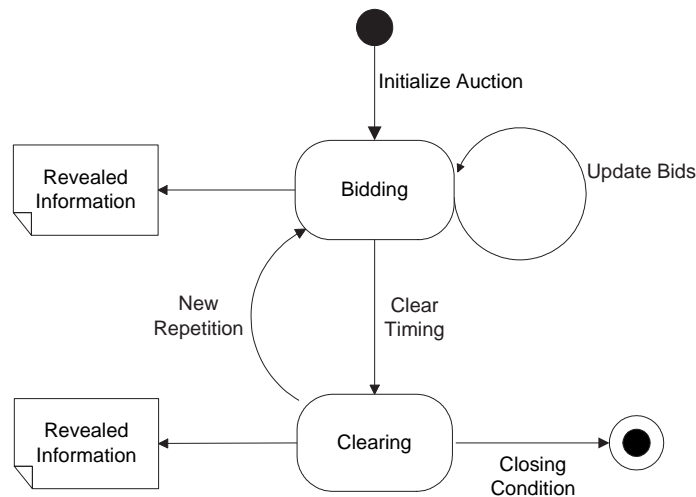 Initialize Auction
Revealed
Information
Bidding
Update Bids
New
Repetition
Clear
Timing
Revealed
Information
Clearing
Closing
Condition